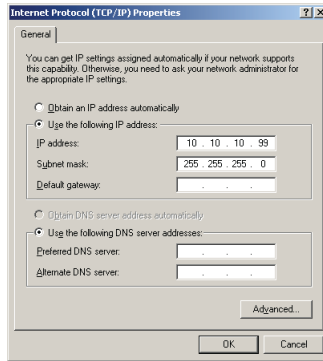 Internet Protocol (TCP/IP) Properties
General
You can get IP settings assigned automatically if your network supports
this capability. Otherwise, you need to ask your network administrator for
the appropriate IP settings.
Obtain an IP address automatically
Use the following IP address:
IP address: 10 . 10 . 10 . 99
Subnet mask: 255 . 255 . 255 . 0
Default gateway: . . .
Obtain DNS server address automatically
Use the following DNS server addresses:
Preferred DNS server: . . .
Alternate DNS server: . . .
Advanced...
OK Cancel